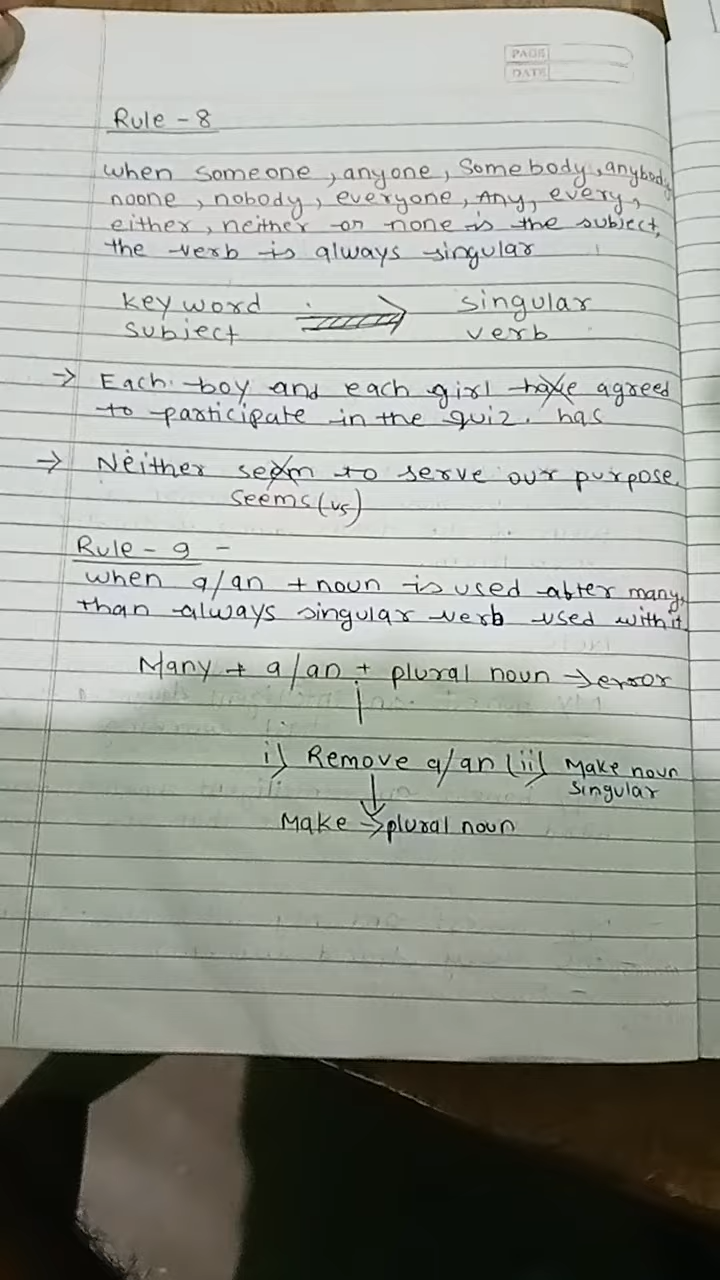 PAGE
DATE
Rule - 8
when someone, anyone, Somebody, anybody
noone, nobody, everyone, Any, every,
either, neither or none is the subject,
the verb is always singular
key word singular
subject verb
→ Each boy and each girl have agreed
to participate in the quiz. has
→ Neither seem to serve our purpose.
seems (vs)
Rule - 9 -
when a/an + noun is used after many,
than always singular verb used with it.
Many + a/an + plural noun → error
i) Remove a/an (ii) Make noun
singular
Make → plural noun